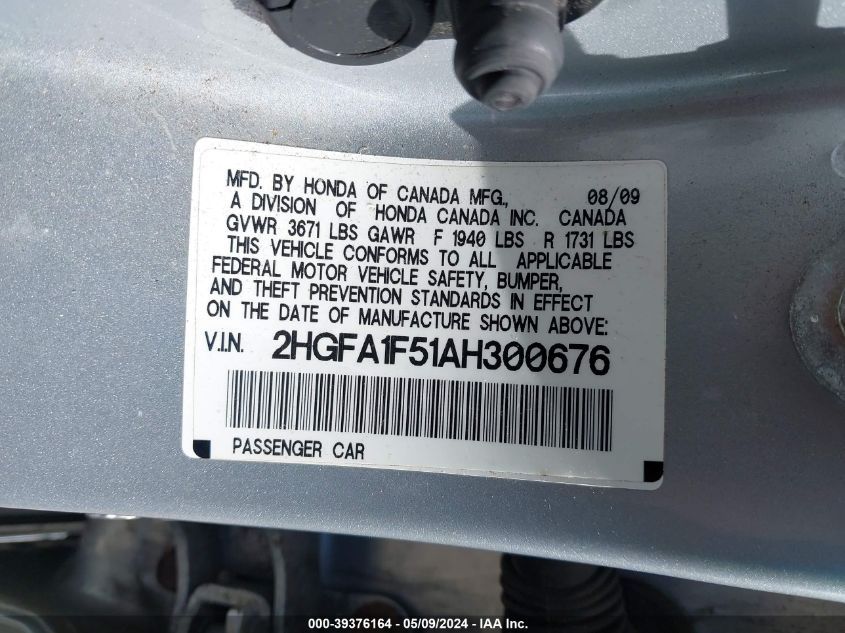 MFD. BY HONDA OF CANADA MFG., 08/09
A DIVISION OF HONDA CANADA INC. CANADA
GVWR 3671 LBS GAWR F 1940 LBS R 1731 LBS
THIS VEHICLE CONFORMS TO ALL APPLICABLE
FEDERAL MOTOR VEHICLE SAFETY, BUMPER,
AND THEFT PREVENTION STANDARDS IN EFFECT
ON THE DATE OF MANUFACTURE SHOWN ABOVE:
V.I.N. 2HGFA1F51AH300676
PASSENGER CAR
000-39376164 - 05/09/2024 - IAA Inc.